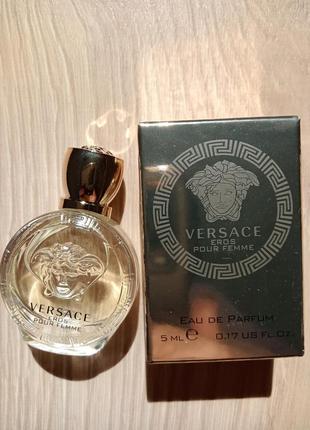 VERSACE
EROS
POUR FEMME
VERSACE
EROS
POUR FEMME
EAU DE PARFUM
5 ML e 0.17 US FL.OZ.